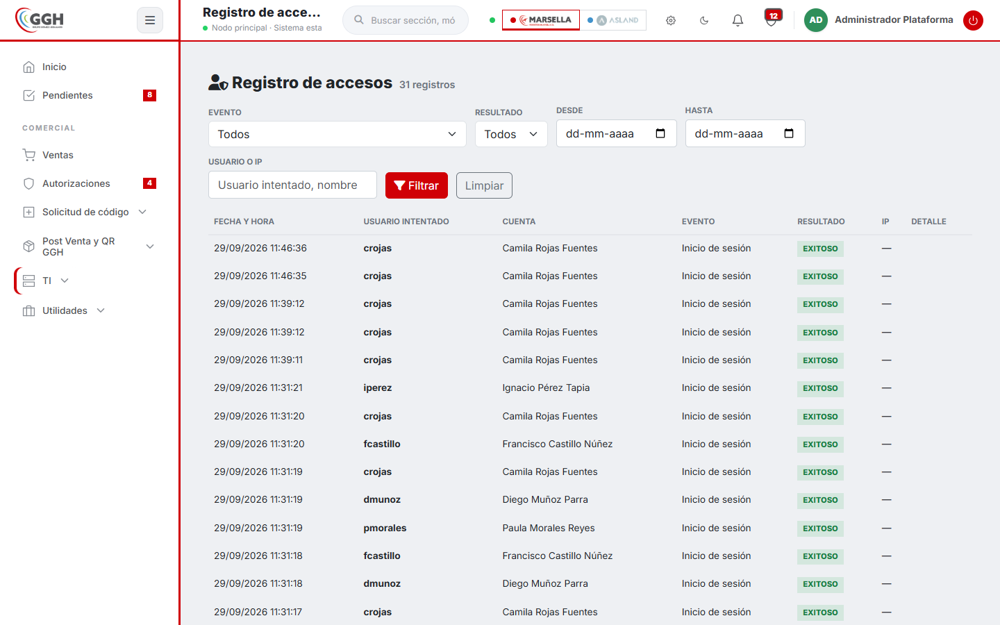 GGH
Registro de acce...
Nodo principal · Sistema esta
Buscar sección, mó
MARSELLA
ASLAND
12
AD
Administrador Plataforma
Inicio
Pendientes
8
COMERCIAL
Ventas
Autorizaciones
4
Solicitud de código
Post Venta y QR
GGH
TI
Utilidades
Registro de accesos 31 registros
EVENTO
RESULTADO
DESDE
HASTA
Todos
Todos
dd-mm-aaaa
dd-mm-aaaa
USUARIO O IP
Usuario intentado, nombre
Filtrar
Limpiar
FECHA Y HORA USUARIO INTENTADO CUENTA EVENTO RESULTADO IP DETALLE
29/09/2026 11:46:36 crojas Camila Rojas Fuentes Inicio de sesión EXITOSO —
29/09/2026 11:46:35 crojas Camila Rojas Fuentes Inicio de sesión EXITOSO —
29/09/2026 11:39:12 crojas Camila Rojas Fuentes Inicio de sesión EXITOSO —
29/09/2026 11:39:12 crojas Camila Rojas Fuentes Inicio de sesión EXITOSO —
29/09/2026 11:39:11 crojas Camila Rojas Fuentes Inicio de sesión EXITOSO —
29/09/2026 11:31:21 iperez Ignacio Pérez Tapia Inicio de sesión EXITOSO —
29/09/2026 11:31:20 crojas Camila Rojas Fuentes Inicio de sesión EXITOSO —
29/09/2026 11:31:20 fcastillo Francisco Castillo Núñez Inicio de sesión EXITOSO —
29/09/2026 11:31:19 crojas Camila Rojas Fuentes Inicio de sesión EXITOSO —
29/09/2026 11:31:19 dmunoz Diego Muñoz Parra Inicio de sesión EXITOSO —
29/09/2026 11:31:19 pmorales Paula Morales Reyes Inicio de sesión EXITOSO —
29/09/2026 11:31:18 fcastillo Francisco Castillo Núñez Inicio de sesión EXITOSO —
29/09/2026 11:31:18 dmunoz Diego Muñoz Parra Inicio de sesión EXITOSO —
29/09/2026 11:31:17 crojas Camila Rojas Fuentes Inicio de sesión EXITOSO —